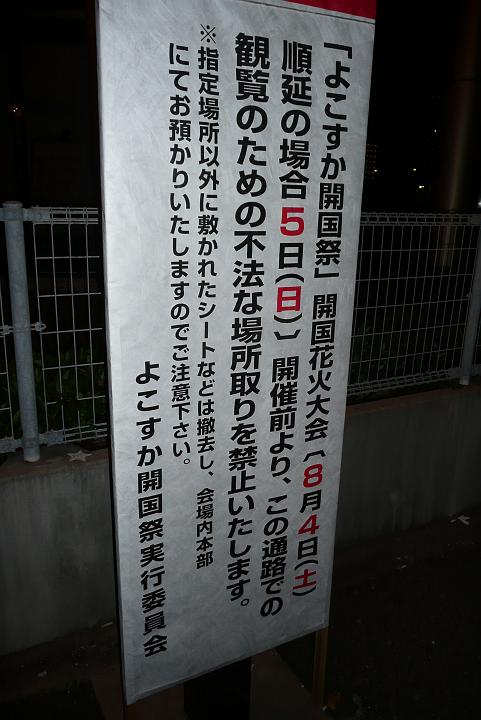 「よこすか開国祭」開国花火大会〔8月4日(土)
順延の場合5日(日)〕開催前より、この通路での
観覧のための不法な場所取りを禁止いたします。
※指定場所以外に敷かれたシートなどは撤去し、会場内本部
にてお預かりいたしますのでご注意下さい。
よこすか開国祭実行委員会